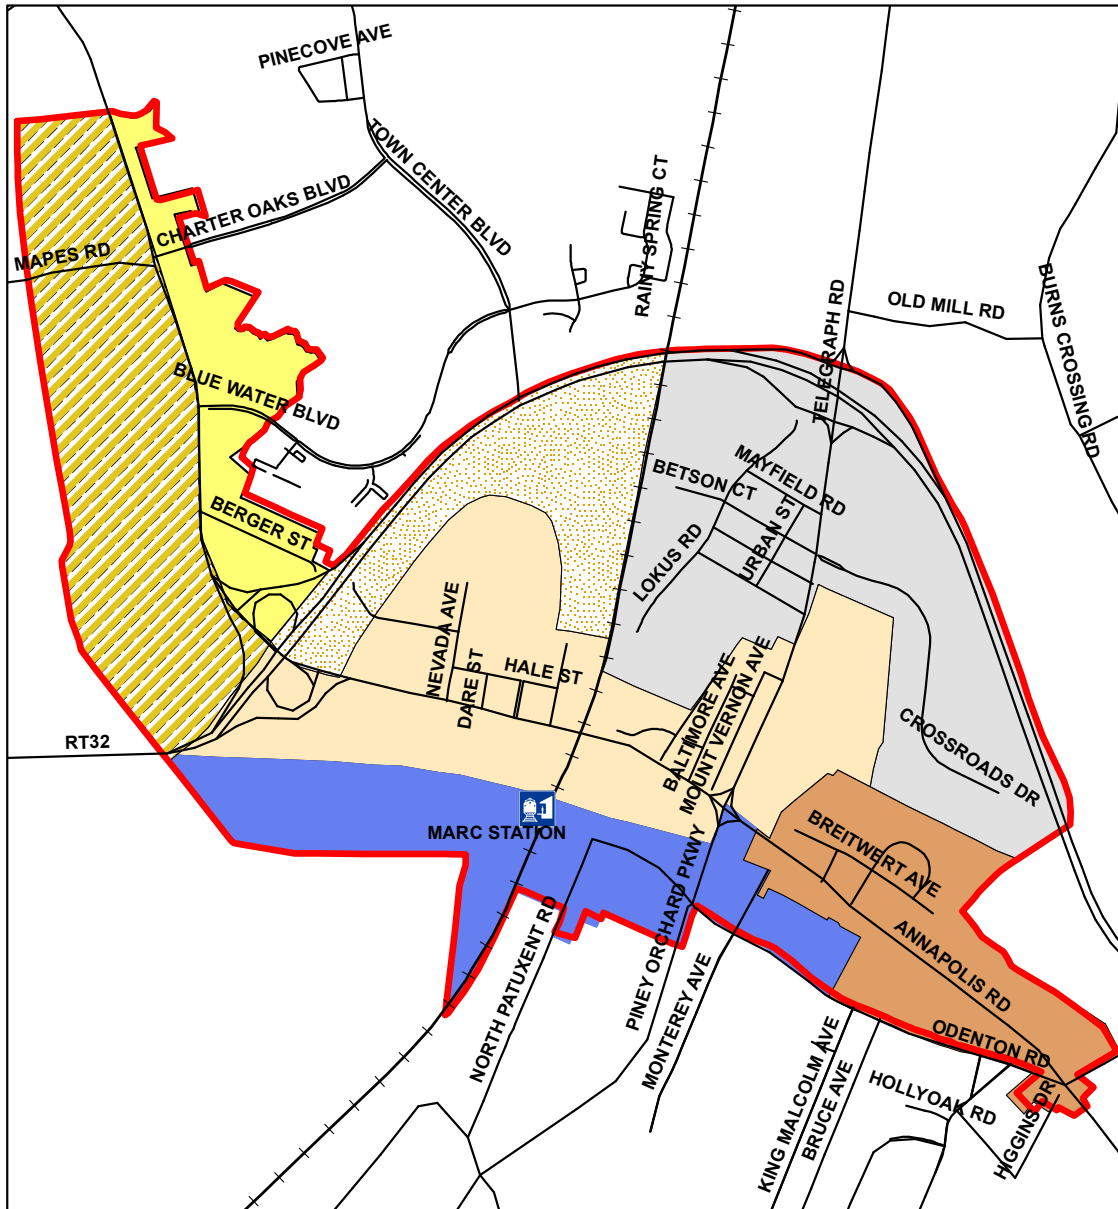 PINECOVE AVE
TOWN CENTER BLVD
RAINY SPRING CT
CHARTER OAKS BLVD
MAPES RD
BURNS CROSSING RD
OLD MILL RD
TELEGRAPH RD
BLUE WATER BLVD
MAYFIELD RD
BETSON CT
URBAN ST
BERGER ST
LOKUS RD
NEVADA AVE
HALE ST
DARE ST
BALTIMORE AVE
MOUNT VERNON AVE
CROSSROADS DR
RT32
MARC STATION
BREITWERT AVE
PINEY ORCHARD PKWY
NORTH PATUXENT RD
ANNAPOLIS RD
MONTEREY AVE
ODENTON RD
KING MALCOLM AVE
BRUCE AVE
HOLLYOAK RD
HIGGINS DR